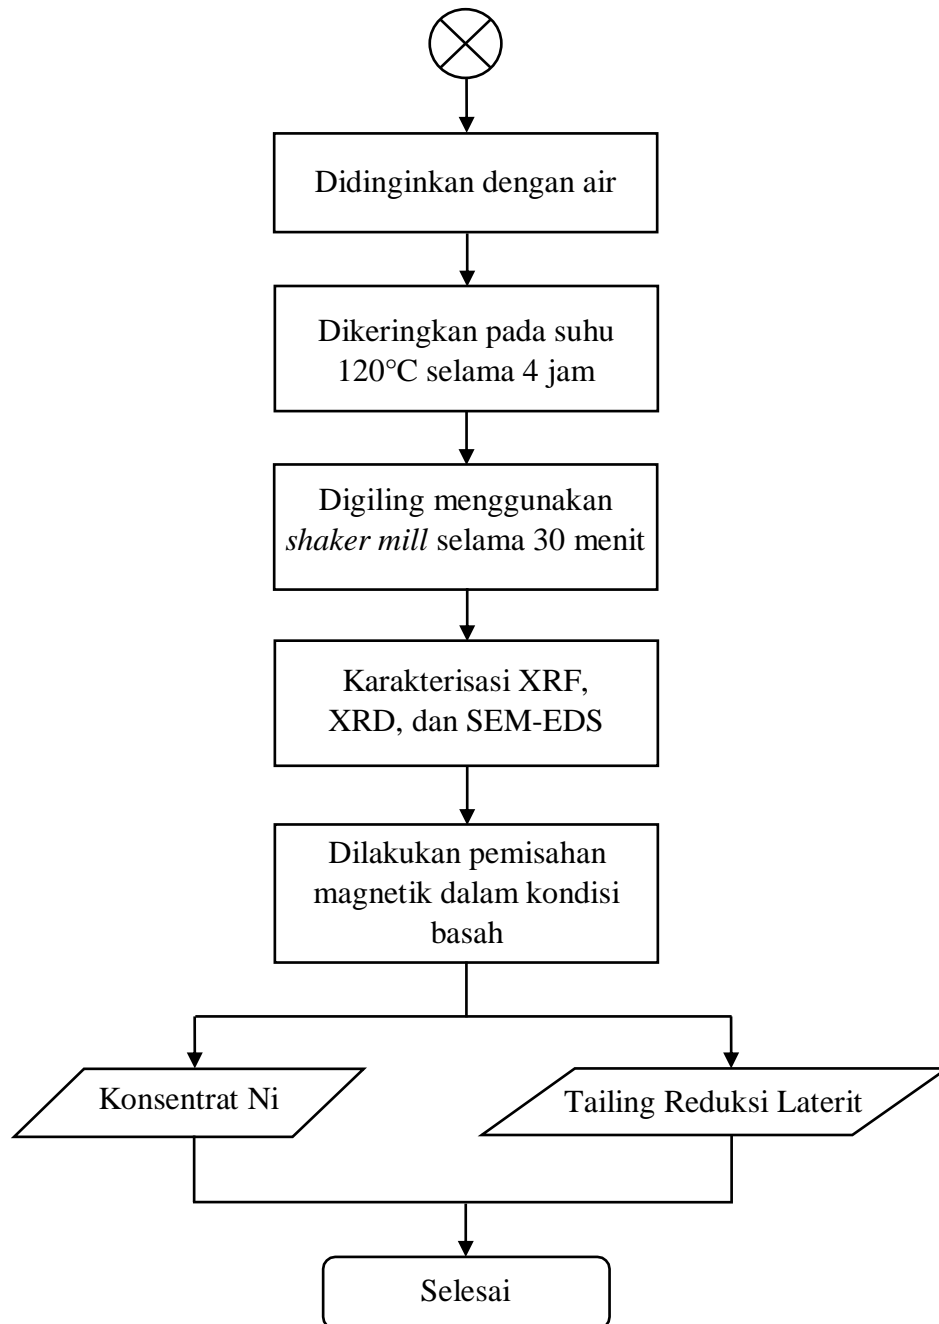 Didinginkan dengan air
Dikeringkan pada suhu
120°C selama 4 jam
Digiling menggunakan
shaker mill selama 30 menit
Karakterisasi XRF,
XRD, dan SEM-EDS
Dilakukan pemisahan
magnetik dalam kondisi
basah
Konsentrat Ni
Tailing Reduksi Laterit
Selesai